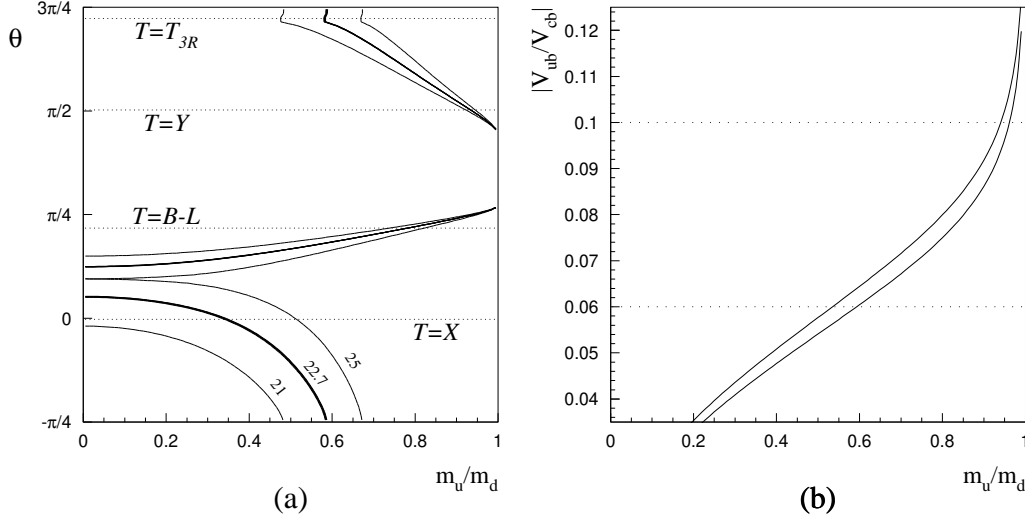 θ
3π/4
π/2
π/4
0
-π/4
T=T3R
T=Y
T=B-L
T=X
21
22.7
25
0 0.2 0.4 0.6 0.8 1
mu/md
(a)
|Vub/Vcb|
0.12
0.11
0.1
0.09
0.08
0.07
0.06
0.05
0.04
0 0.2 0.4 0.6 0.8 1
mu/md
(b)